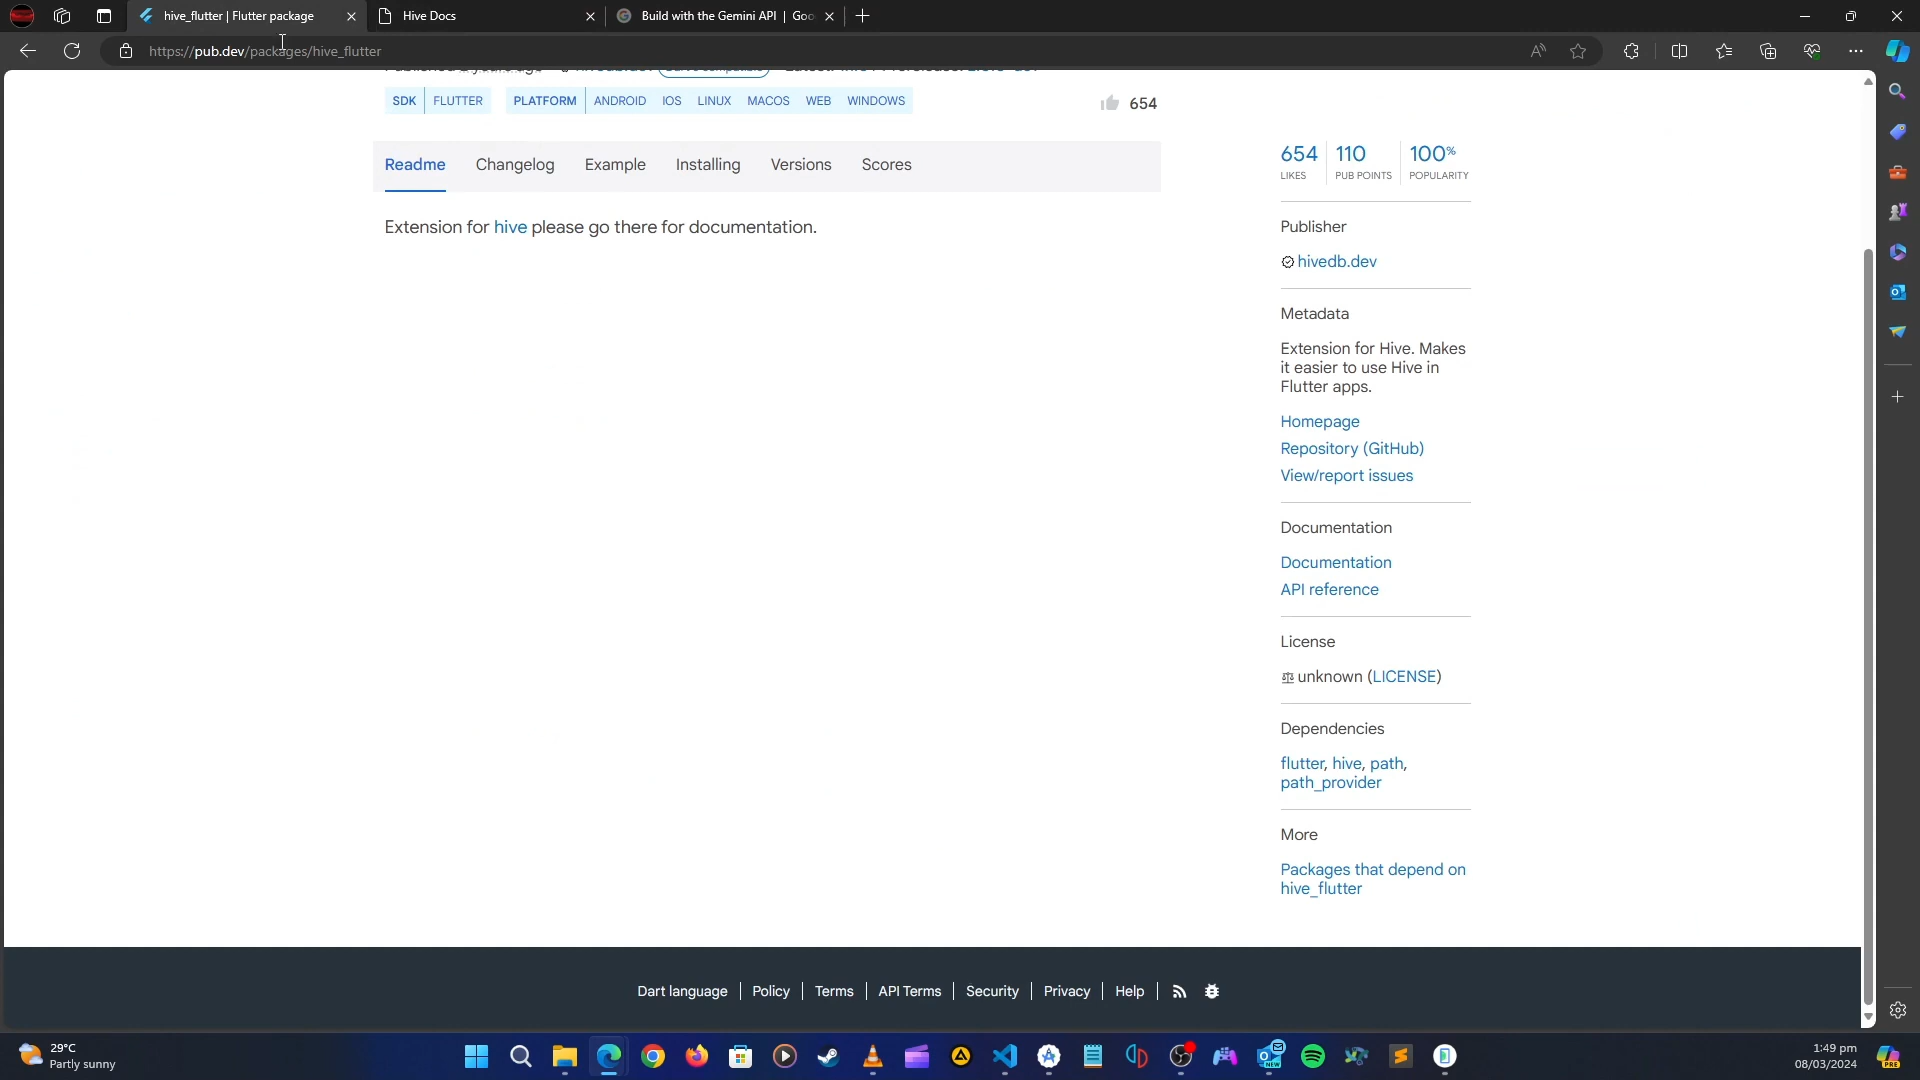 hive_flutter | Flutter package
Hive Docs
Build with the Gemini API | Goo
https://pub.dev/packages/hive_flutter
SDK FLUTTER PLATFORM ANDROID IOS LINUX MACOS WEB WINDOWS
654
Readme Changelog Example Installing Versions Scores
Extension for hive please go there for documentation.
654 110 100%
LIKES PUB POINTS POPULARITY
Publisher
hivedb.dev
Metadata
Extension for Hive. Makes
it easier to use Hive in
Flutter apps.
Homepage
Repository (GitHub)
View/report issues
Documentation
Documentation
API reference
License
unknown (LICENSE)
Dependencies
flutter, hive, path,
path_provider
More
Packages that depend on
hive_flutter
Dart language Policy Terms API Terms Security Privacy Help
29°C
Partly sunny
NEW
1:49 pm
08/03/2024
PRE